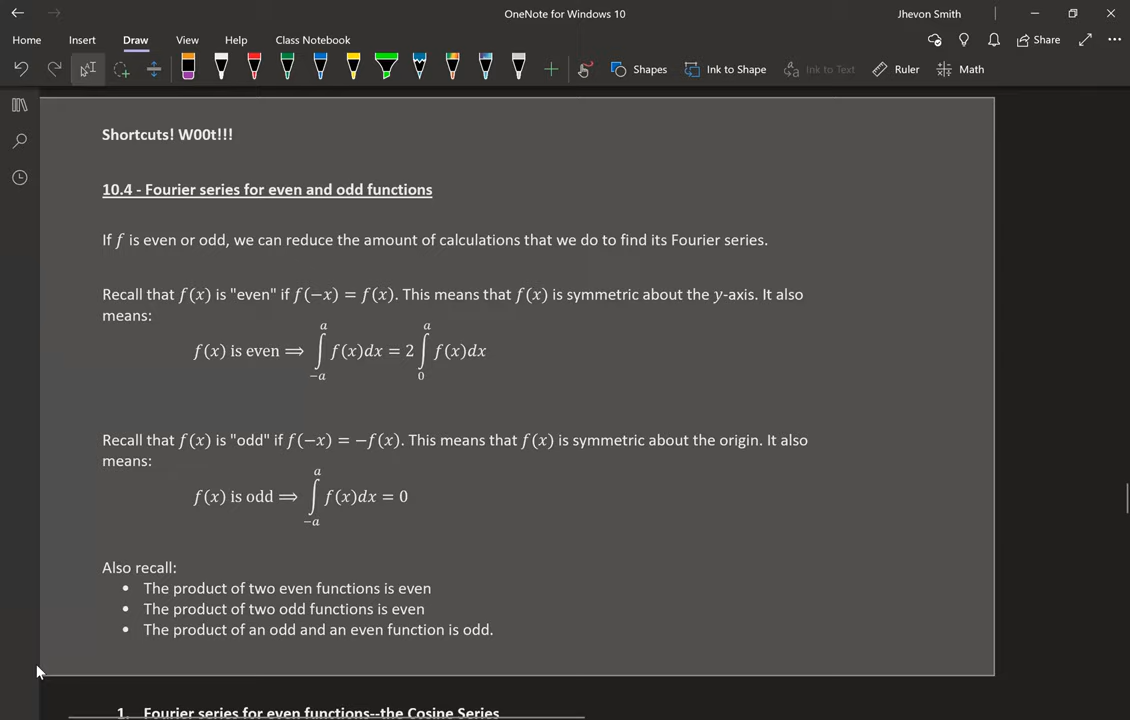 OneNote for Windows 10
Jhevon Smith
Home Insert Draw View Help Class Notebook
Share
Shapes Ink to Shape Ink to Text Ruler Math
Shortcuts! W00t!!!
10.4 - Fourier series for even and odd functions
If f is even or odd, we can reduce the amount of calculations that we do to find its Fourier series.
Recall that f(x) is "even" if f(−x) = f(x). This means that f(x) is symmetric about the y-axis. It also
means:
f(x) is even ⟹ ∫_{−a}^{a} f(x)dx = 2 ∫_{0}^{a} f(x)dx
Recall that f(x) is "odd" if f(−x) = −f(x). This means that f(x) is symmetric about the origin. It also
means:
f(x) is odd ⟹ ∫_{−a}^{a} f(x)dx = 0
Also recall:
• The product of two even functions is even
• The product of two odd functions is even
• The product of an odd and an even function is odd.
1. Fourier series for even functions--the Cosine Series